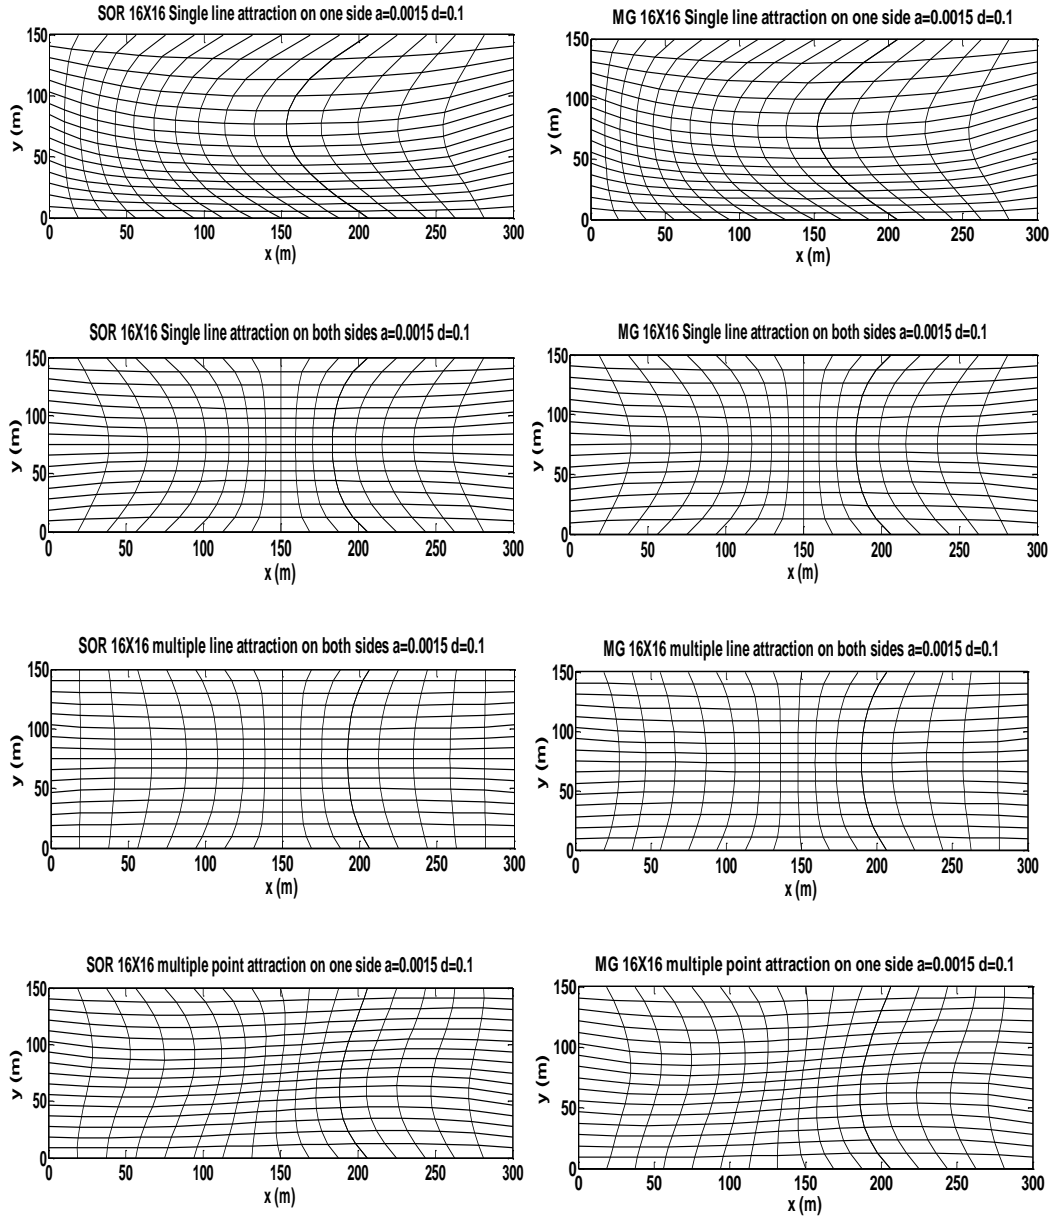 SOR 16X16 Single line attraction on one side a=0.0015 d=0.1
150
100
50
0
y (m)
0 50 100 150 200 250 300
x (m)
MG 16X16 Single line attraction on one side a=0.0015 d=0.1
150
100
50
0
y (m)
0 50 100 150 200 250 300
x (m)
SOR 16X16 Single line attraction on both sides a=0.0015 d=0.1
150
100
50
0
y (m)
0 50 100 150 200 250 300
x (m)
MG 16X16 Single line attraction on both sides a=0.0015 d=0.1
150
100
50
0
y (m)
0 50 100 150 200 250 300
x (m)
SOR 16X16 multiple line attraction on both sides a=0.0015 d=0.1
150
100
50
0
y (m)
0 50 100 150 200 250 300
x (m)
MG 16X16 multiple line attraction on both sides a=0.0015 d=0.1
150
100
50
0
y (m)
0 50 100 150 200 250 300
x (m)
SOR 16X16 multiple point attraction on one side a=0.0015 d=0.1
150
100
50
0
y (m)
0 50 100 150 200 250 300
x (m)
MG 16X16 multiple point attraction on one side a=0.0015 d=0.1
150
100
50
0
y (m)
0 50 100 150 200 250 300
x (m)